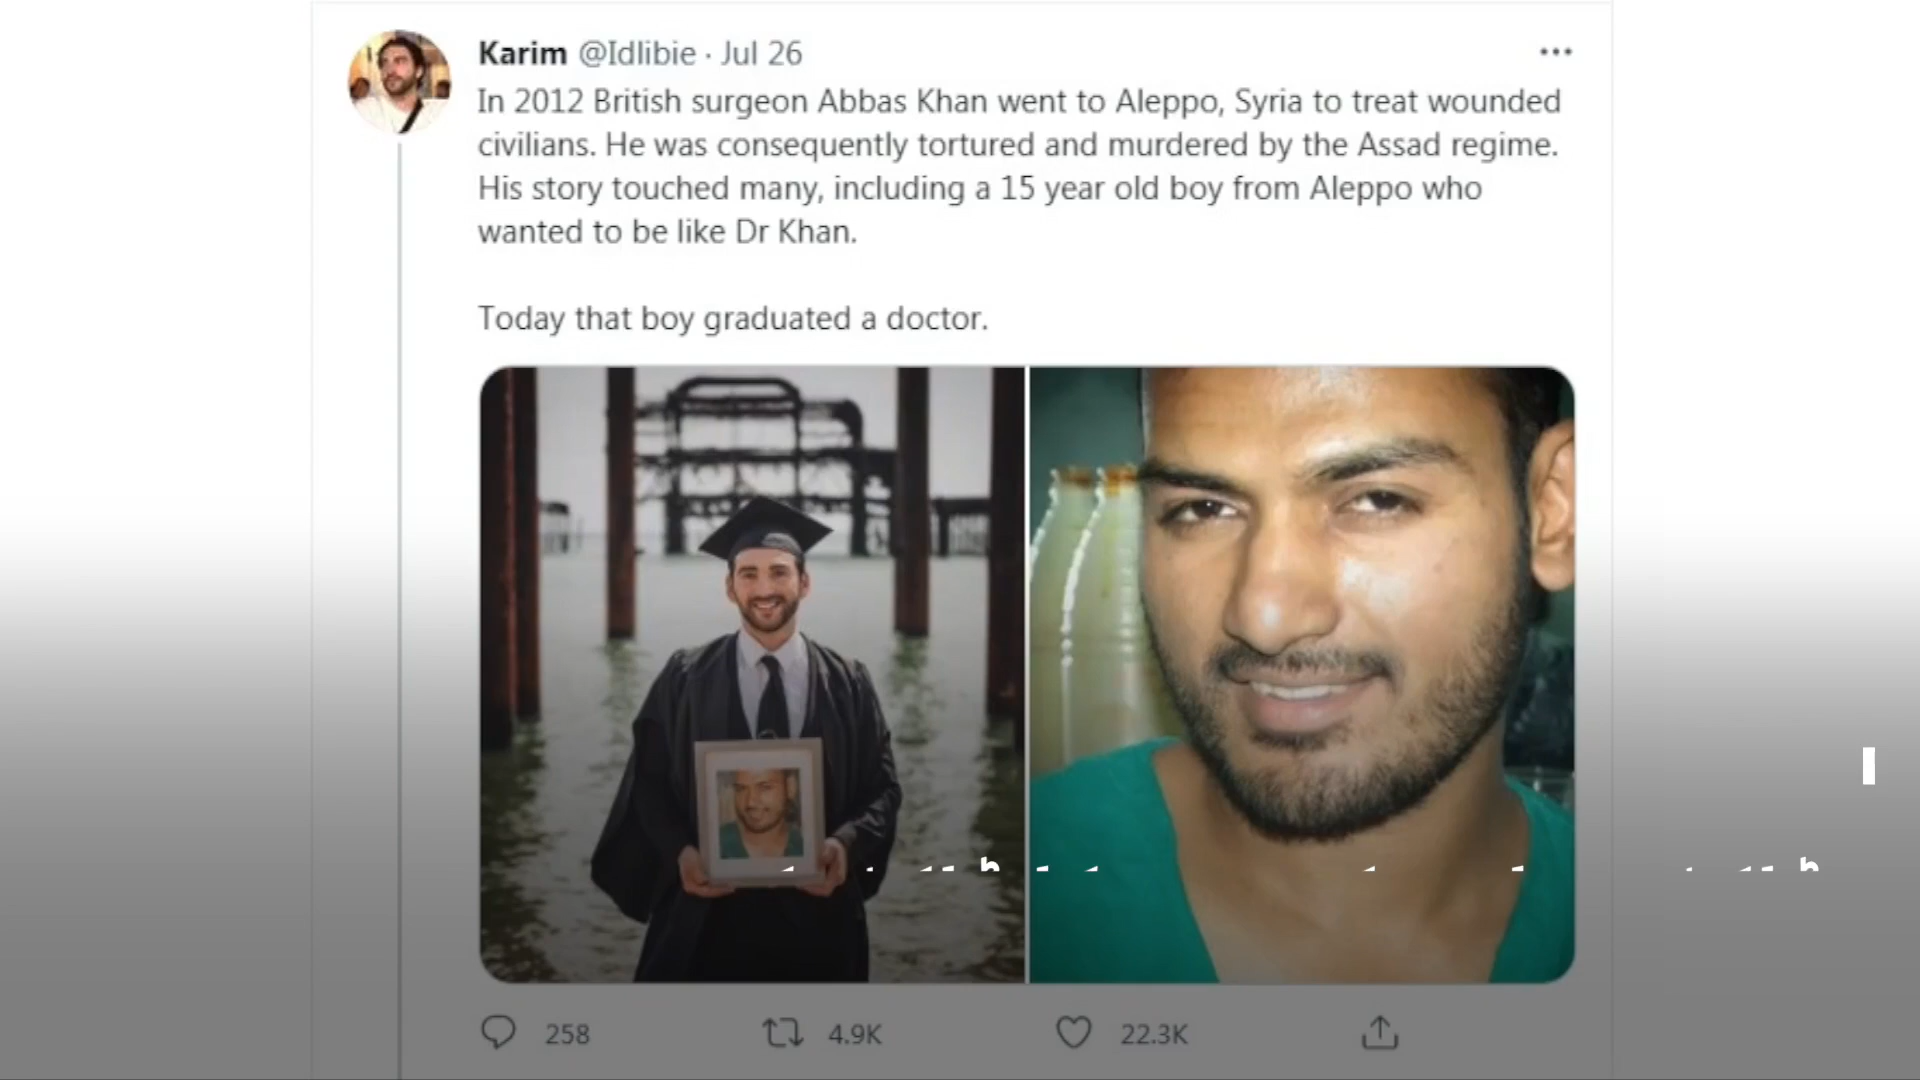 Karim @Idlibie · Jul 26
In 2012 British surgeon Abbas Khan went to Aleppo, Syria to treat wounded
civilians. He was consequently tortured and murdered by the Assad regime.
His story touched many, including a 15 year old boy from Aleppo who
wanted to be like Dr Khan.
Today that boy graduated a doctor.
258 4.9K 22.3K